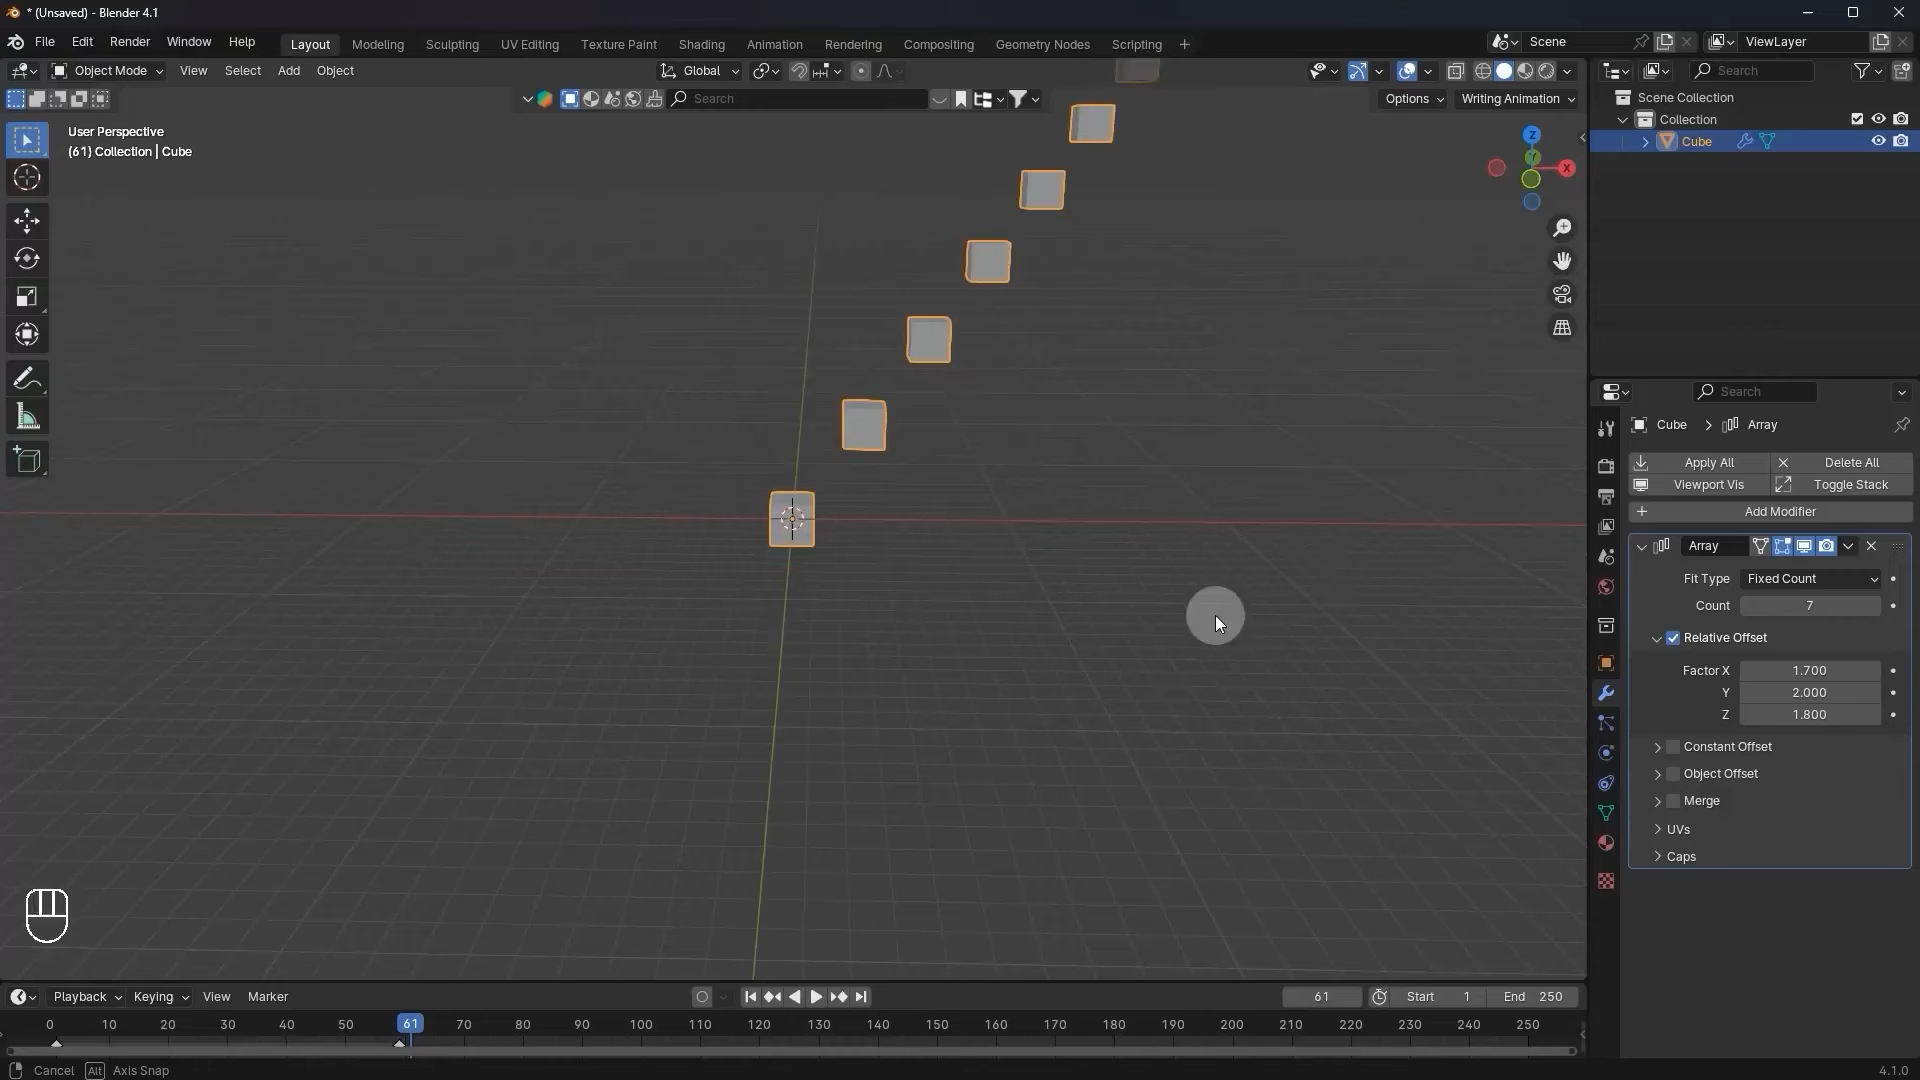 * (Unsaved) - Blender 4.1
File Edit Render Window Help
Layout Modeling Sculpting UV Editing Texture Paint Shading Animation Rendering Compositing Geometry Nodes Scripting
Scene
ViewLayer
Object Mode View Select Add Object
Global
Search
Search
Options
Writing Animation
Scene Collection
Collection
Cube
User Perspective
(61) Collection | Cube
Z
Y
X
Search
Cube
Array
Apply All
Delete All
Viewport Vis
Toggle Stack
Add Modifier
Array
Fit Type Fixed Count
Count 7
Relative Offset
Factor X 1.700
Y 2.000
Z 1.800
Constant Offset
Object Offset
Merge
UVs
Caps
Playback Keying View Marker
61
Start 1
End 250
0 10 20 30 40 50 61 70 80 90 100 110 120 130 140 150 160 170 180 190 200 210 220 230 240 250
Cancel Alt Axis Snap
4.1.0